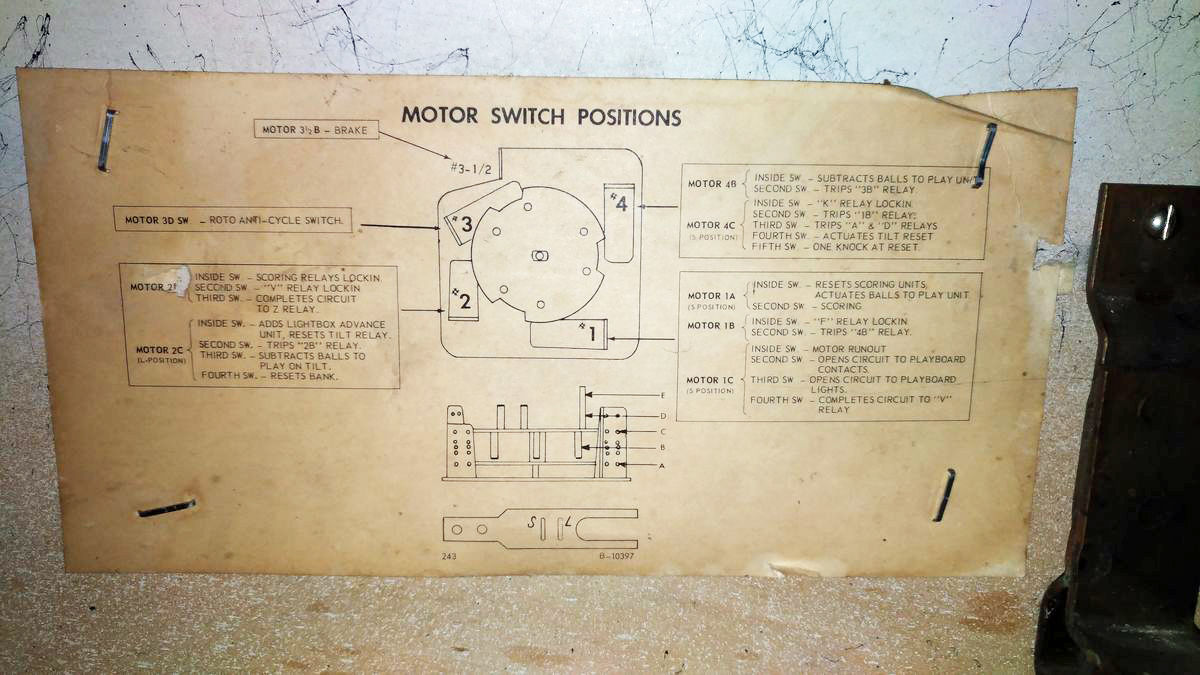 MOTOR SWITCH POSITIONS
MOTOR 3½ B – BRAKE
#3-1/2
MOTOR 3D SW – ROTO ANTI-CYCLE SWITCH.
#3
#4
#2
#1
MOTOR 2
INSIDE SW – SCORING RELAYS LOCKIN.
SECOND SW. – "V" RELAY LOCKIN
THIRD SW. – COMPLETES CIRCUIT
TO Z RELAY.
MOTOR 2C
(L-POSITION)
INSIDE SW. – ADDS LIGHTBOX ADVANCE
UNIT, RESETS TILT RELAY.
SECOND SW. – TRIPS "2B" RELAY.
THIRD SW. – SUBTRACTS BALLS TO
PLAY ON TILT.
FOURTH SW. – RESETS BANK.
MOTOR 4B
INSIDE SW. – SUBTRACTS BALLS TO PLAY UNIT
SECOND SW. – TRIPS "3B" RELAY.
MOTOR 4C
(S POSITION)
INSIDE SW. – "K" RELAY LOCKIN.
SECOND SW. – TRIPS "1B" RELAY.
THIRD SW – TRIPS "A" & "D" RELAYS
FOURTH SW. – ACTUATES TILT RESET
FIFTH SW. – ONE KNOCK AT RESET.
MOTOR 1A
(S POSITION)
INSIDE SW. – RESETS SCORING UNITS,
ACTUATES BALLS TO PLAY UNIT
SECOND SW – SCORING
MOTOR 1B
INSIDE SW – "F" RELAY LOCKIN
SECOND SW. – TRIPS "4B" RELAY.
MOTOR 1C
(S POSITION)
INSIDE SW – MOTOR RUNOUT
SECOND SW – OPENS CIRCUIT TO PLAYBOARD
CONTACTS.
THIRD SW – OPENS CIRCUIT TO PLAYBOARD
LIGHTS.
FOURTH SW – COMPLETES CIRCUIT TO "V"
RELAY
E
D
C
B
A
S L
243
B-10397